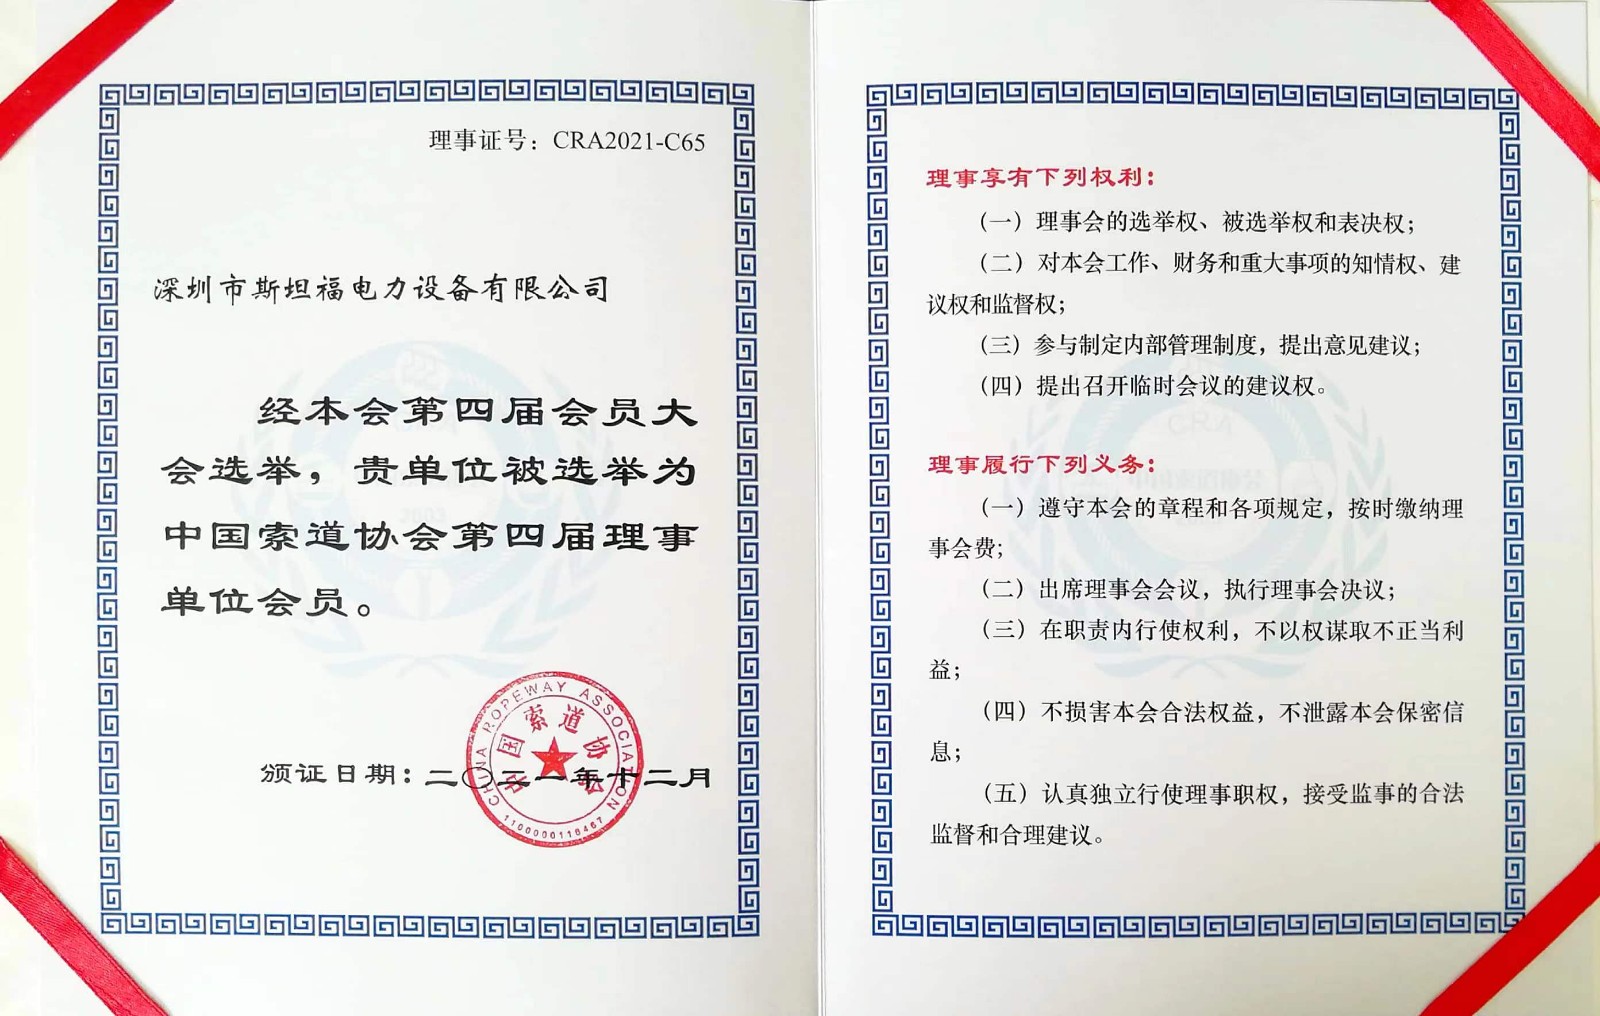 理事证号：CRA2021-C65
深圳市斯坦福电力设备有限公司
经本会第四届会员大
会选举，贵单位被选举为
中国索道协会第四届理事
单位会员。
CHINA ROPEWAY ASSOCIATION
中国索道协会
颁证日期：二〇二一年十二月
理事享有下列权利：
（一）理事会的选举权、被选举权和表决权；
（二）对本会工作、财务和重大事项的知情权、建
议权和监督权；
（三）参与制定内部管理制度，提出意见建议；
（四）提出召开临时会议的建议权。
理事履行下列义务：
（一）遵守本会的章程和各项规定，按时缴纳理
事会费；
（二）出席理事会会议，执行理事会决议；
（三）在职责内行使权利，不以权谋取不正当利
益；
（四）不损害本会合法权益，不泄露本会保密信
息；
（五）认真独立行使理事职权，接受监事的合法
监督和合理建议。